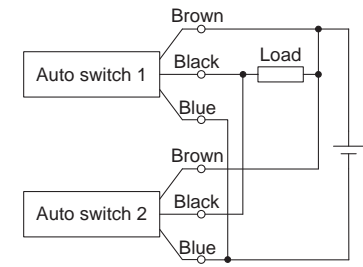 Brown
Auto switch 1
Black
Load
Blue
Brown
Auto switch 2
Black
Blue